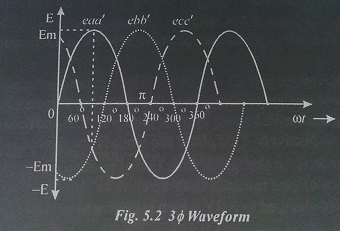 E
Em
eaa' ebb' ecc'
π
0
60° 120° 180° 240° 300° 360°
ωt
–Em
–E
Fig. 5.2 3ϕ Waveform